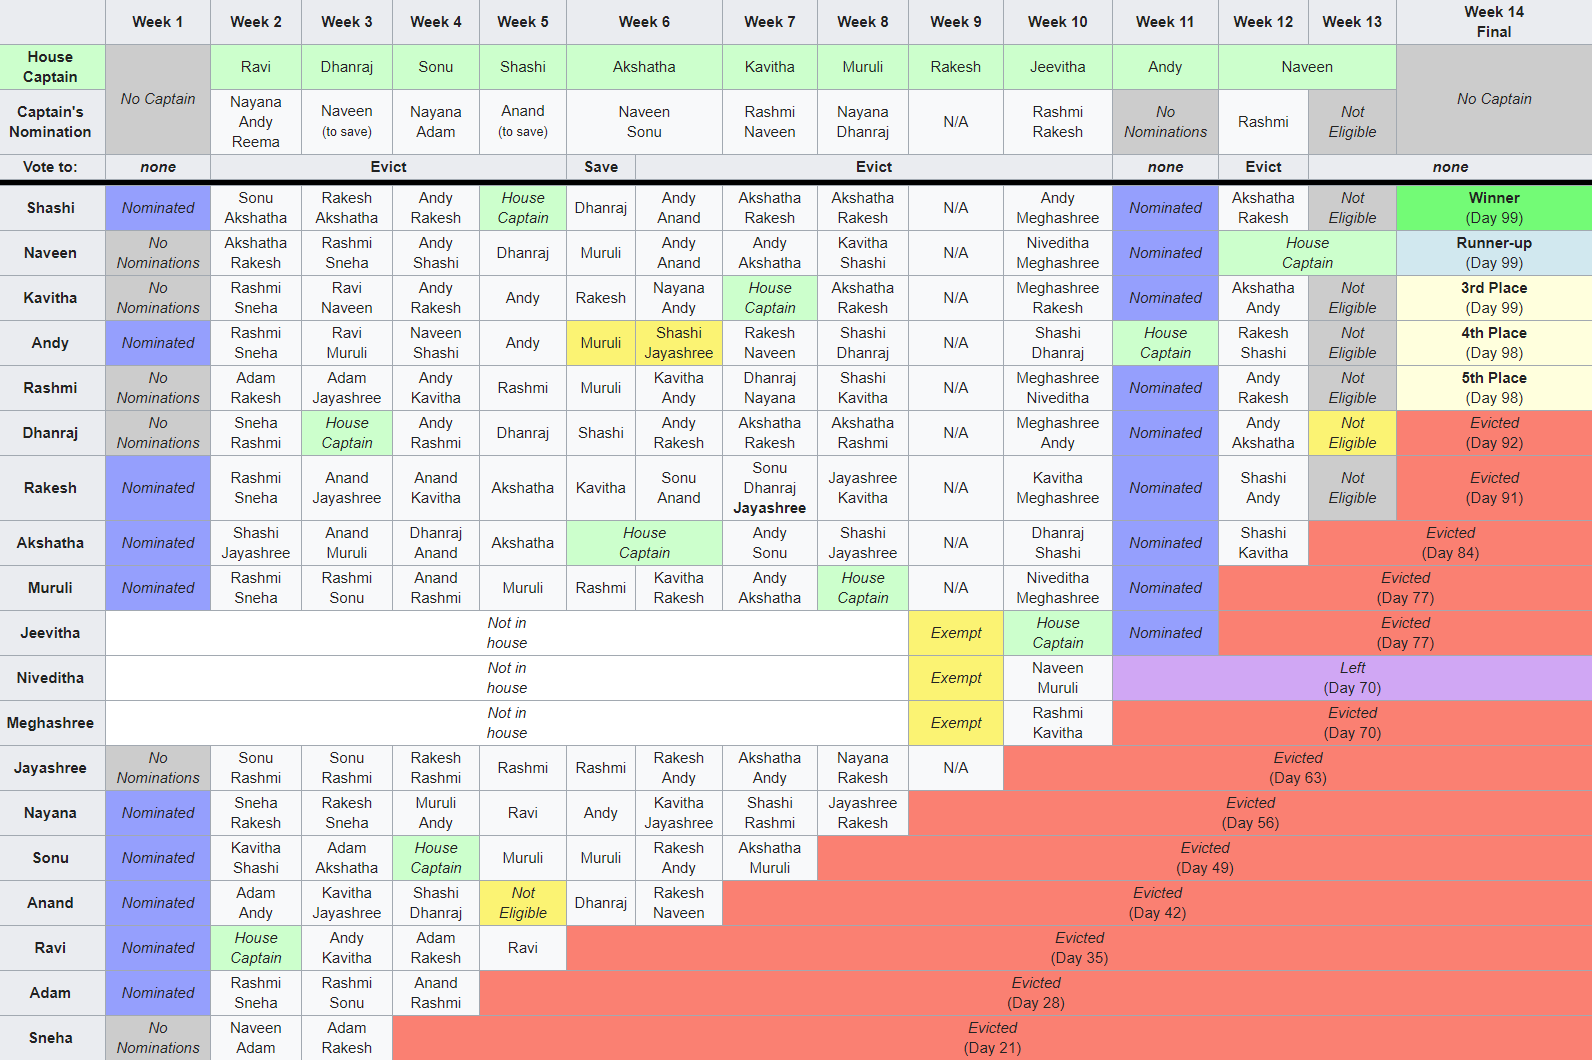 Week 1 Week 2 Week 3 Week 4 Week 5 Week 6 Week 7 Week 8 Week 9 Week 10 Week 11 Week 12 Week 13 Week 14
Final
House
Captain
No Captain
Ravi Dhanraj Sonu Shashi Akshatha Kavitha Muruli Rakesh Jeevitha Andy Naveen
No Captain
Captain's
Nomination
Nayana
Andy
Reema
Naveen
(to save)
Nayana
Adam
Anand
(to save)
Naveen
Sonu
Rashmi
Naveen
Nayana
Dhanraj
N/A
Rashmi
Rakesh
No
Nominations
Rashmi
Not
Eligible
Vote to: none Evict Save Evict none Evict none
Shashi
Nominated
Sonu
Akshatha
Rakesh
Akshatha
Andy
Rakesh
House
Captain
Dhanraj
Andy
Anand
Akshatha
Rakesh
Akshatha
Rakesh
N/A
Andy
Meghashree
Nominated
Akshatha
Rakesh
Not
Eligible
Winner
(Day 99)
Naveen
No
Nominations
Akshatha
Rakesh
Rashmi
Sneha
Andy
Shashi
Dhanraj
Muruli
Andy
Anand
Andy
Akshatha
Kavitha
Shashi
N/A
Niveditha
Meghashree
Nominated
House
Captain
Runner-up
(Day 99)
Kavitha
No
Nominations
Rashmi
Sneha
Ravi
Naveen
Andy
Rakesh
Andy
Rakesh
Nayana
Andy
House
Captain
Akshatha
Rakesh
N/A
Meghashree
Rakesh
Nominated
Akshatha
Andy
Not
Eligible
3rd Place
(Day 99)
Andy
Nominated
Rashmi
Sneha
Ravi
Muruli
Naveen
Shashi
Andy
Muruli
Shashi
Jayashree
Rakesh
Naveen
Shashi
Dhanraj
N/A
Shashi
Dhanraj
House
Captain
Rakesh
Shashi
Not
Eligible
4th Place
(Day 98)
Rashmi
No
Nominations
Adam
Rakesh
Adam
Jayashree
Andy
Kavitha
Rashmi
Muruli
Kavitha
Andy
Dhanraj
Nayana
Shashi
Kavitha
N/A
Meghashree
Niveditha
Nominated
Andy
Rakesh
Not
Eligible
5th Place
(Day 98)
Dhanraj
No
Nominations
Sneha
Rashmi
House
Captain
Andy
Rashmi
Dhanraj
Shashi
Andy
Rakesh
Akshatha
Rakesh
Akshatha
Rashmi
N/A
Meghashree
Andy
Nominated
Andy
Akshatha
Not
Eligible
Evicted
(Day 92)
Rakesh
Nominated
Rashmi
Sneha
Anand
Jayashree
Anand
Kavitha
Akshatha
Kavitha
Sonu
Anand
Sonu
Dhanraj
Jayashree
Jayashree
Kavitha
N/A
Kavitha
Meghashree
Nominated
Shashi
Andy
Not
Eligible
Evicted
(Day 91)
Akshatha
Nominated
Shashi
Jayashree
Anand
Muruli
Dhanraj
Anand
Akshatha
House
Captain
Andy
Sonu
Shashi
Jayashree
N/A
Dhanraj
Shashi
Nominated
Shashi
Kavitha
Evicted
(Day 84)
Muruli
Nominated
Rashmi
Sneha
Rashmi
Sonu
Anand
Rashmi
Muruli
Rashmi
Kavitha
Rakesh
Andy
Akshatha
House
Captain
N/A
Niveditha
Meghashree
Nominated
Evicted
(Day 77)
Jeevitha
Not in
house
Exempt
House
Captain
Nominated
Evicted
(Day 77)
Niveditha
Not in
house
Exempt
Naveen
Muruli
Left
(Day 70)
Meghashree
Not in
house
Exempt
Rashmi
Kavitha
Evicted
(Day 70)
Jayashree
No
Nominations
Sonu
Rashmi
Sonu
Rashmi
Rakesh
Rashmi
Rashmi
Rashmi
Rakesh
Andy
Akshatha
Andy
Nayana
Rakesh
N/A
Evicted
(Day 63)
Nayana
Nominated
Sneha
Rakesh
Rakesh
Sneha
Muruli
Andy
Ravi
Andy
Kavitha
Jayashree
Shashi
Rashmi
Jayashree
Rakesh
Evicted
(Day 56)
Sonu
Nominated
Kavitha
Shashi
Adam
Akshatha
House
Captain
Muruli
Muruli
Rakesh
Andy
Akshatha
Muruli
Evicted
(Day 49)
Anand
Nominated
Adam
Andy
Kavitha
Jayashree
Shashi
Dhanraj
Not
Eligible
Dhanraj
Rakesh
Naveen
Evicted
(Day 42)
Ravi
Nominated
House
Captain
Andy
Kavitha
Adam
Rakesh
Ravi
Evicted
(Day 35)
Adam
Nominated
Rashmi
Sneha
Rashmi
Sonu
Anand
Rashmi
Evicted
(Day 28)
Sneha
No
Nominations
Naveen
Adam
Adam
Rakesh
Evicted
(Day 21)